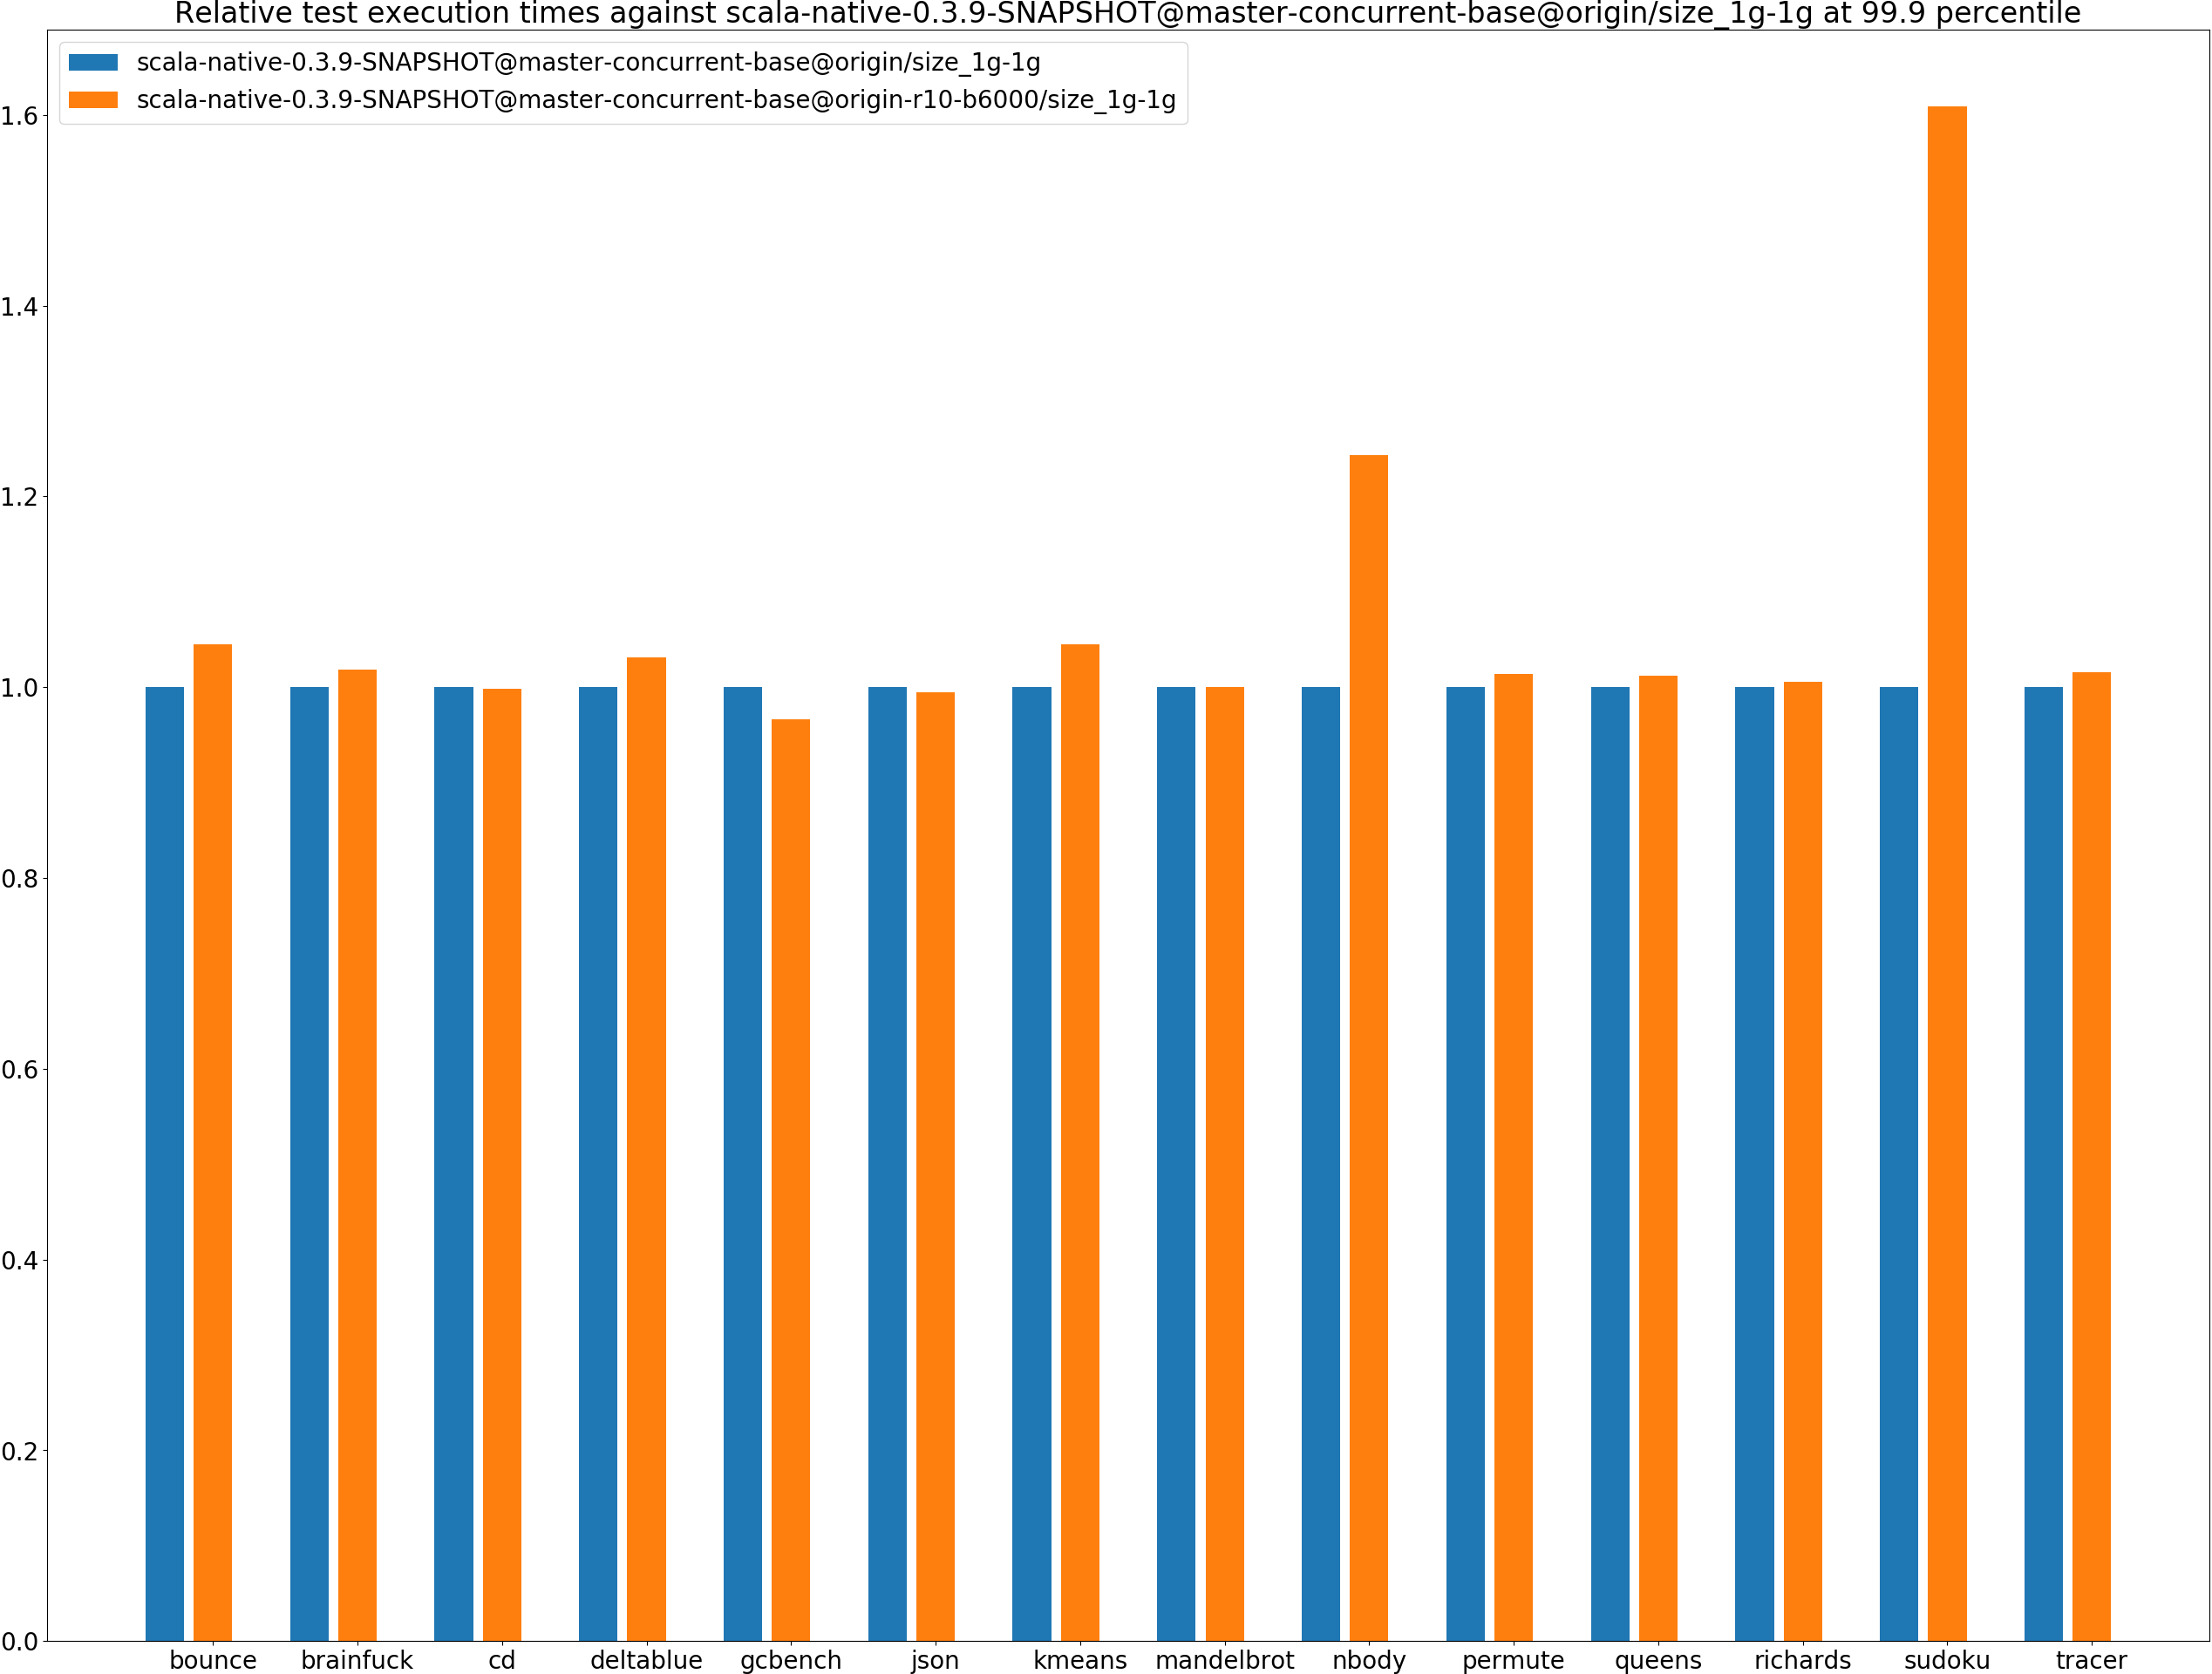 Relative test execution times against scala-native-0.3.9-SNAPSHOT@master-concurrent-base@origin/size_1g-1g at 99.9 percentile
scala-native-0.3.9-SNAPSHOT@master-concurrent-base@origin/size_1g-1g
scala-native-0.3.9-SNAPSHOT@master-concurrent-base@origin-r10-b6000/size_1g-1g
1.6
1.4
1.2
1.0
0.8
0.6
0.4
0.2
0.0
bounce brainfuck cd deltablue gcbench json kmeans mandelbrot nbody permute queens richards sudoku tracer